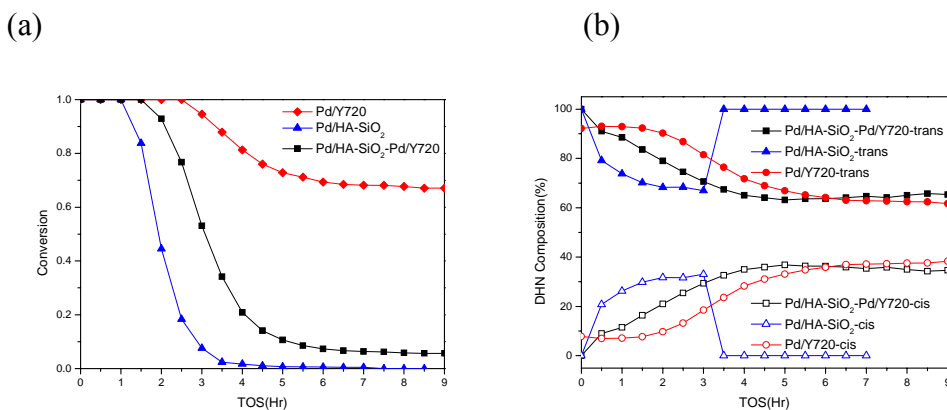 (a)
(b)
1.0
0.8
0.6
0.4
0.2
0.0
Conversion
Pd/Y720
Pd/HA-SiO₂
Pd/HA-SiO₂-Pd/Y720
0 1 2 3 4 5 6 7 8 9
TOS(Hr)
100
80
60
40
20
0
DHN Composition(%)
Pd/HA-SiO₂-Pd/Y720-trans
Pd/HA-SiO₂-trans
Pd/Y720-trans
Pd/HA-SiO₂-Pd/Y720-cis
Pd/HA-SiO₂-cis
Pd/Y720-cis
0 1 2 3 4 5 6 7 8 9
TOS(Hr)